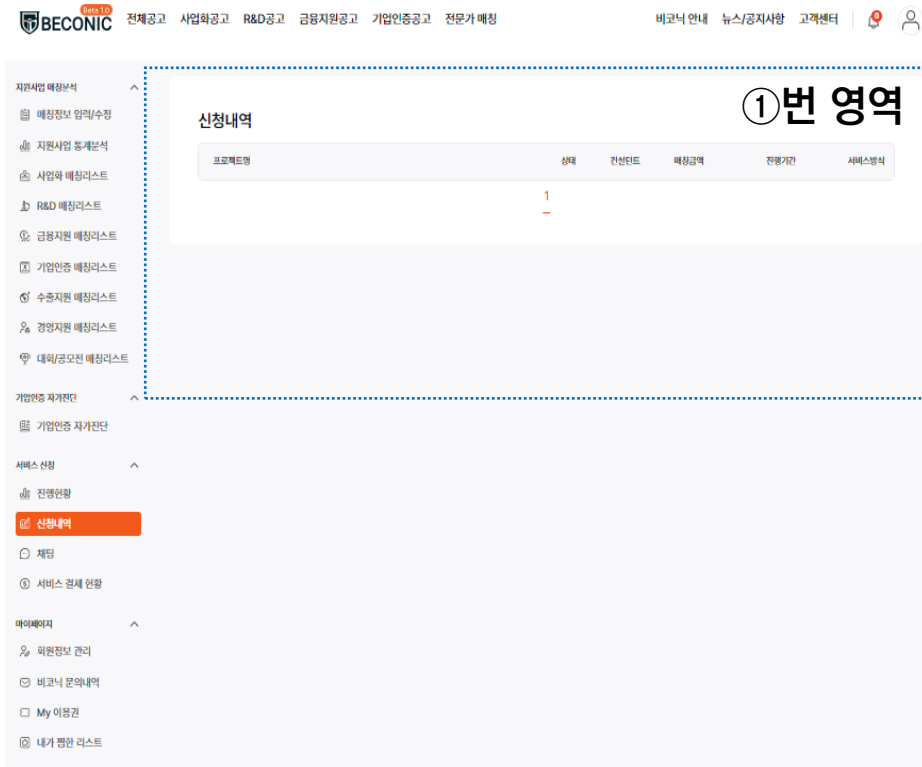 BECONIC Beta 1.0 전체공고 사업화공고 R&D공고 금융지원공고 기업인증공고 전문가 매칭 비코닉 안내 뉴스/공지사항 고객센터 0
지원사업 매칭분석
매칭정보 입력/수정
지원사업 통계분석
사업화 매칭리스트
R&D 매칭리스트
금융지원 매칭리스트
기업인증 매칭리스트
수출지원 매칭리스트
경영지원 매칭리스트
대회/공모전 매칭리스트
기업인증 자가진단
기업인증 자가진단
서비스 신청
진행현황
신청내역
채팅
서비스 결제 현황
마이페이지
회원정보 관리
비코닉 문의내역
My 이용권
내가 찜한 리스트
①번 영역
신청내역
프로젝트명 상태 컨설턴트 매칭금액 진행기간 서비스방식
1